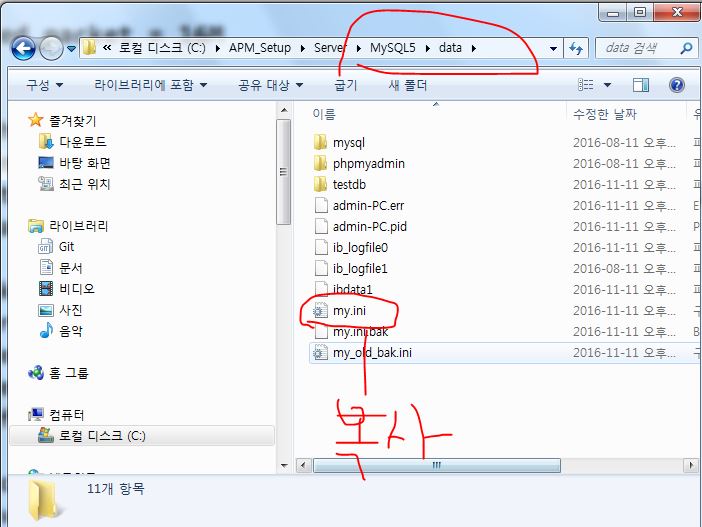 « 로컬 디스크 (C:) ▸ APM_Setup ▸ Server ▸ MySQL5 ▸ data ▸ data 검색
구성 라이브러리에 포함 공유 대상 굽기 새 폴더
이름 수정한 날짜
즐겨찾기
다운로드
바탕 화면
최근 위치
라이브러리
Git
문서
비디오
사진
음악
홈 그룹
컴퓨터
로컬 디스크 (C:)
mysql 2016-08-11 오후...
phpmyadmin 2016-08-11 오후...
testdb 2016-11-11 오후...
admin-PC.err 2016-11-11 오후...
admin-PC.pid 2016-11-11 오후...
ib_logfile0 2016-11-11 오후...
ib_logfile1 2016-08-11 오후...
ibdata1 2016-11-11 오후...
my.ini 2016-11-11 오후...
my.ini.bak 2016-11-11 오후...
my_old_bak.ini 2016-11-11 오후...
복사
11개 항목